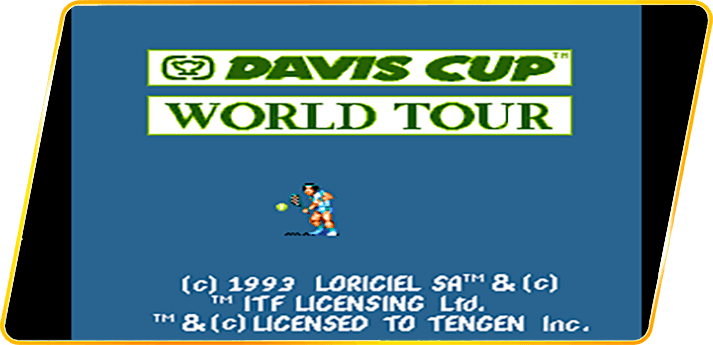 DAVIS CUP™
WORLD TOUR
(c) 1993 LORICIEL SA™ & (c)
™ ITF LICENSING Ltd.
™ & (c) LICENSED TO TENGEN Inc.